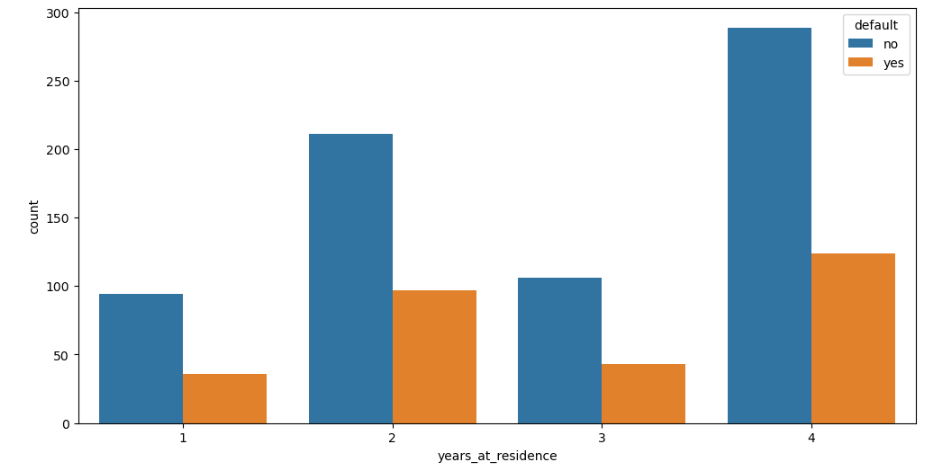 300
250
200
150
100
50
0
count
default
no
yes
1 2 3 4
years_at_residence